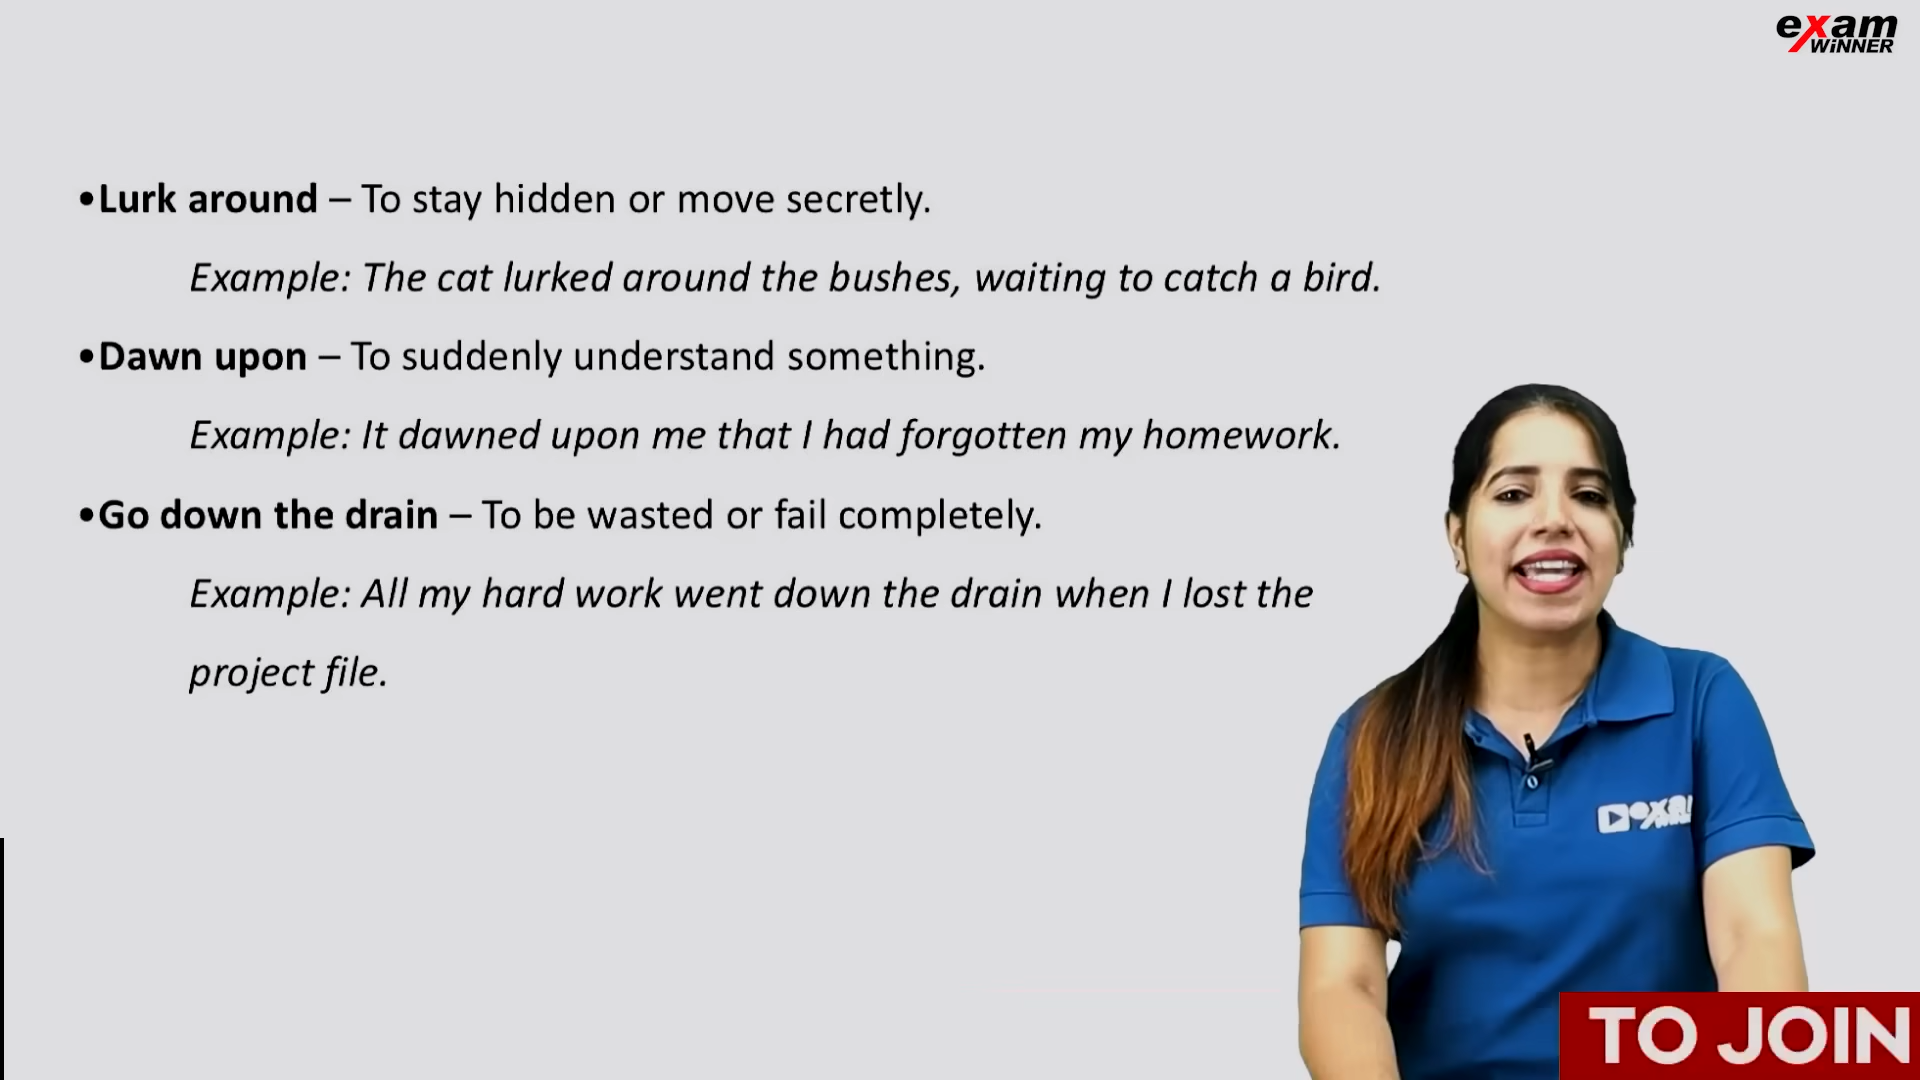 exam
WiNNER
•Lurk around – To stay hidden or move secretly.
Example: The cat lurked around the bushes, waiting to catch a bird.
•Dawn upon – To suddenly understand something.
Example: It dawned upon me that I had forgotten my homework.
•Go down the drain – To be wasted or fail completely.
Example: All my hard work went down the drain when I lost the
project file.
TO JOIN